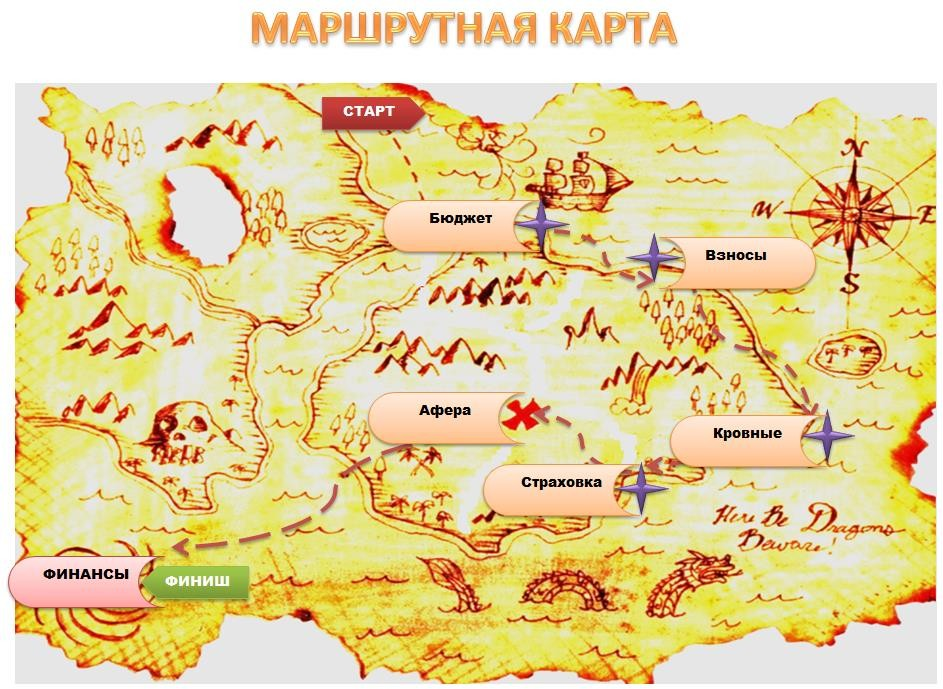 МАРШРУТНАЯ КАРТА
СТАРТ
N
Бюджет
W
E
Взносы
S
Афера
Кровные
Страховка
Here Be Dragons
Beware!
ФИНАНСЫ
ФИНИШ